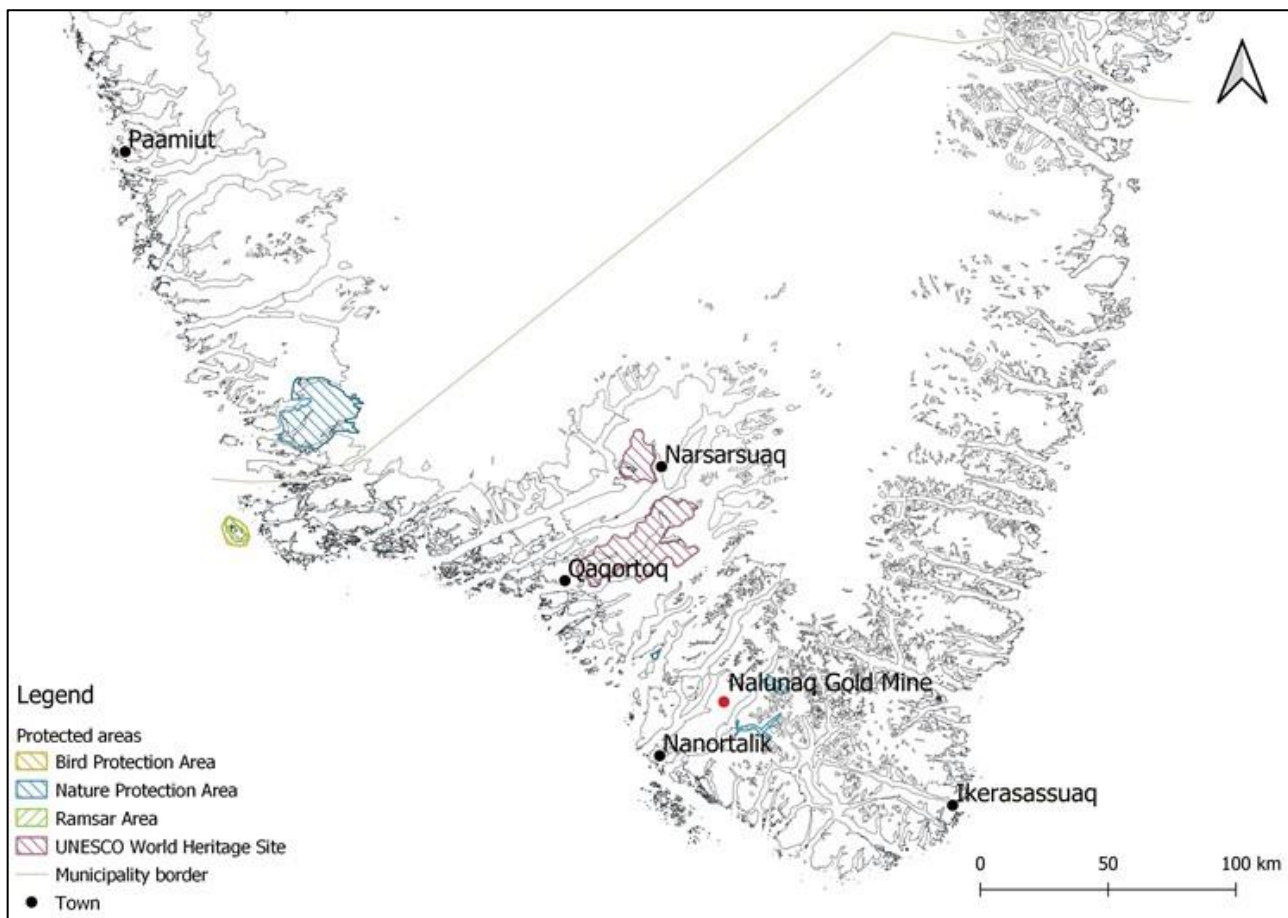 Paamiut
Narsarsuaq
Qaqortoq
Nalunaq Gold Mine
Nanortalik
Ikerasassuaq
Legend
Protected areas
Bird Protection Area
Nature Protection Area
Ramsar Area
UNESCO World Heritage Site
Municipality border
Town
0 50 100 km